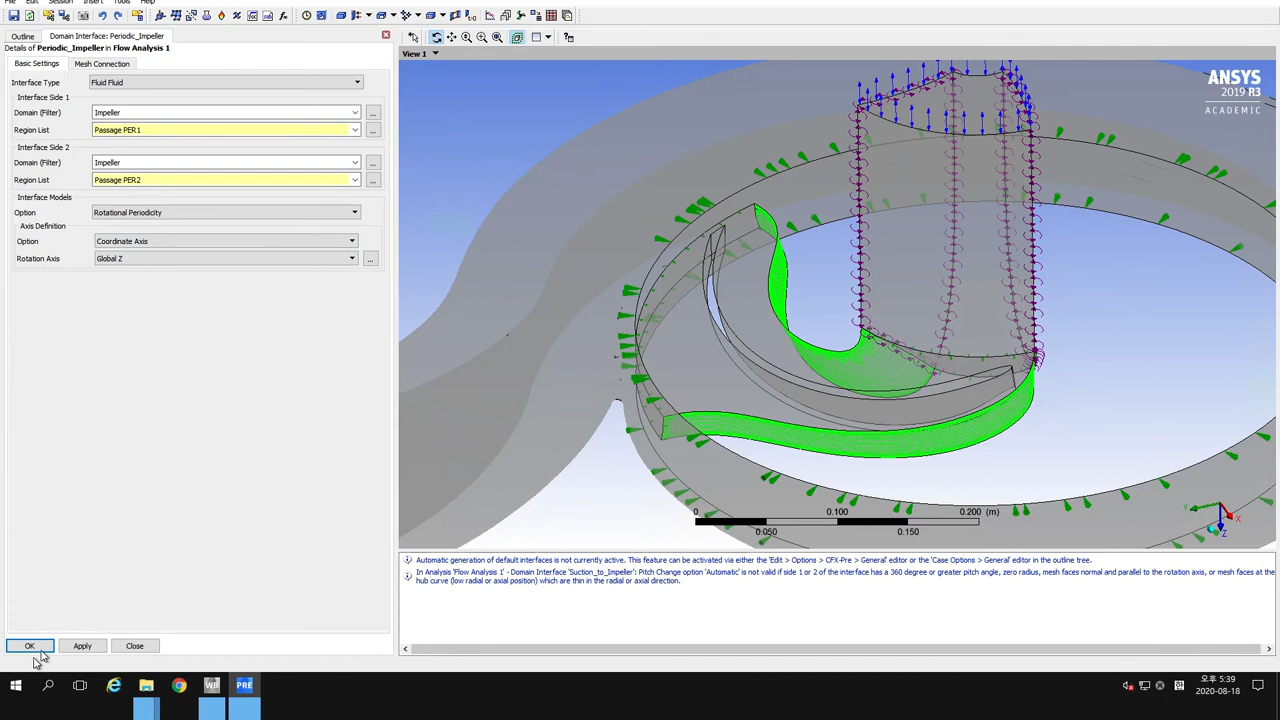 File Edit Session Insert Tools Help
Outline
Domain Interface: Periodic_Impeller
Details of Periodic_Impeller in Flow Analysis 1
Basic Settings
Mesh Connection
Interface Type
Fluid Fluid
Interface Side 1
Domain (Filter)
Impeller
...
Region List
Passage PER1
...
Interface Side 2
Domain (Filter)
Impeller
...
Region List
Passage PER2
...
Interface Models
Option
Rotational Periodicity
Axis Definition
Option
Coordinate Axis
Rotation Axis
Global Z
...
OK
Apply
Close
View 1
ANSYS
2019 R3
ACADEMIC
0
0.100
0.200
(m)
0.050
0.150
Y
X
Z
Automatic generation of default interfaces is not currently active. This feature can be activated via either the 'Edit > Options > CFX-Pre > General' editor or the 'Case Options > General' editor in the outline tree.
In Analysis 'Flow Analysis 1' - Domain Interface 'Suction_to_Impeller': Pitch Change option 'Automatic' is not valid if side 1 or 2 of the interface has a 360 degree or greater pitch angle, zero radius, mesh faces normal and parallel to the rotation axis, or mesh faces at the
hub curve (low radial or axial position) which are thin in the radial or axial direction.
WB
PRE
오후 5:39
2020-08-18